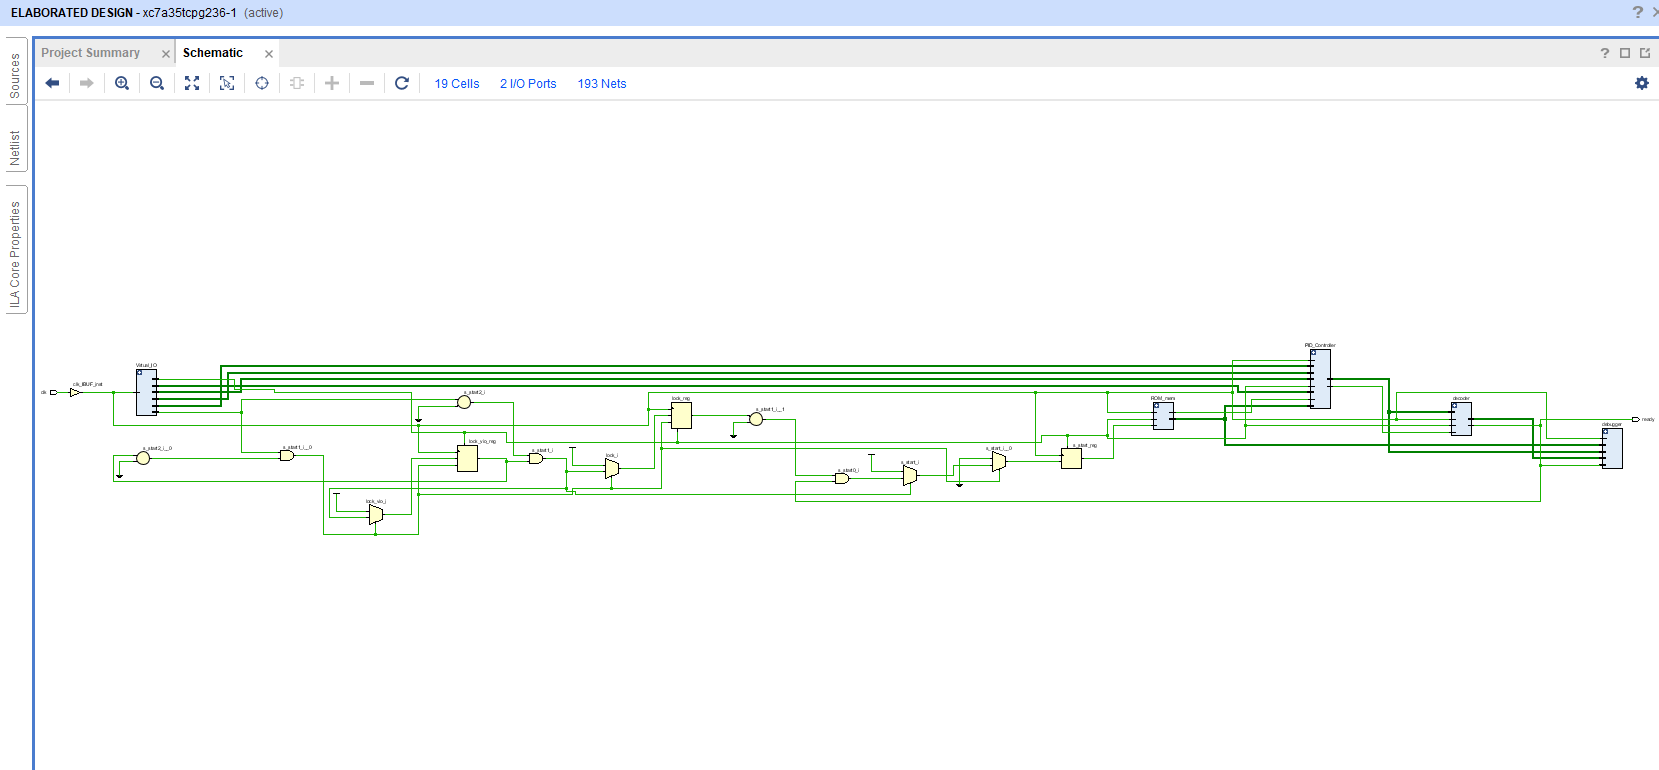 ELABORATED DESIGN - xc7a35tcpg236-1 (active)
Sources
Netlist
ILA Core Properties
Project Summary
Schematic
19 Cells
2 I/O Ports
193 Nets
clk
clk_IBUF_inst
Virtual_IO
s_start2_i__0
s_start1_i__0
lock_vio_i
s_start2_i
lock_vio_reg
s_start1_i
lock_i
lock_reg
s_start1_i__1
s_start0_i
s_start_i
s_start_i__0
s_start_reg
ROM_mem
PID_Controller
decoder
debugger
ready